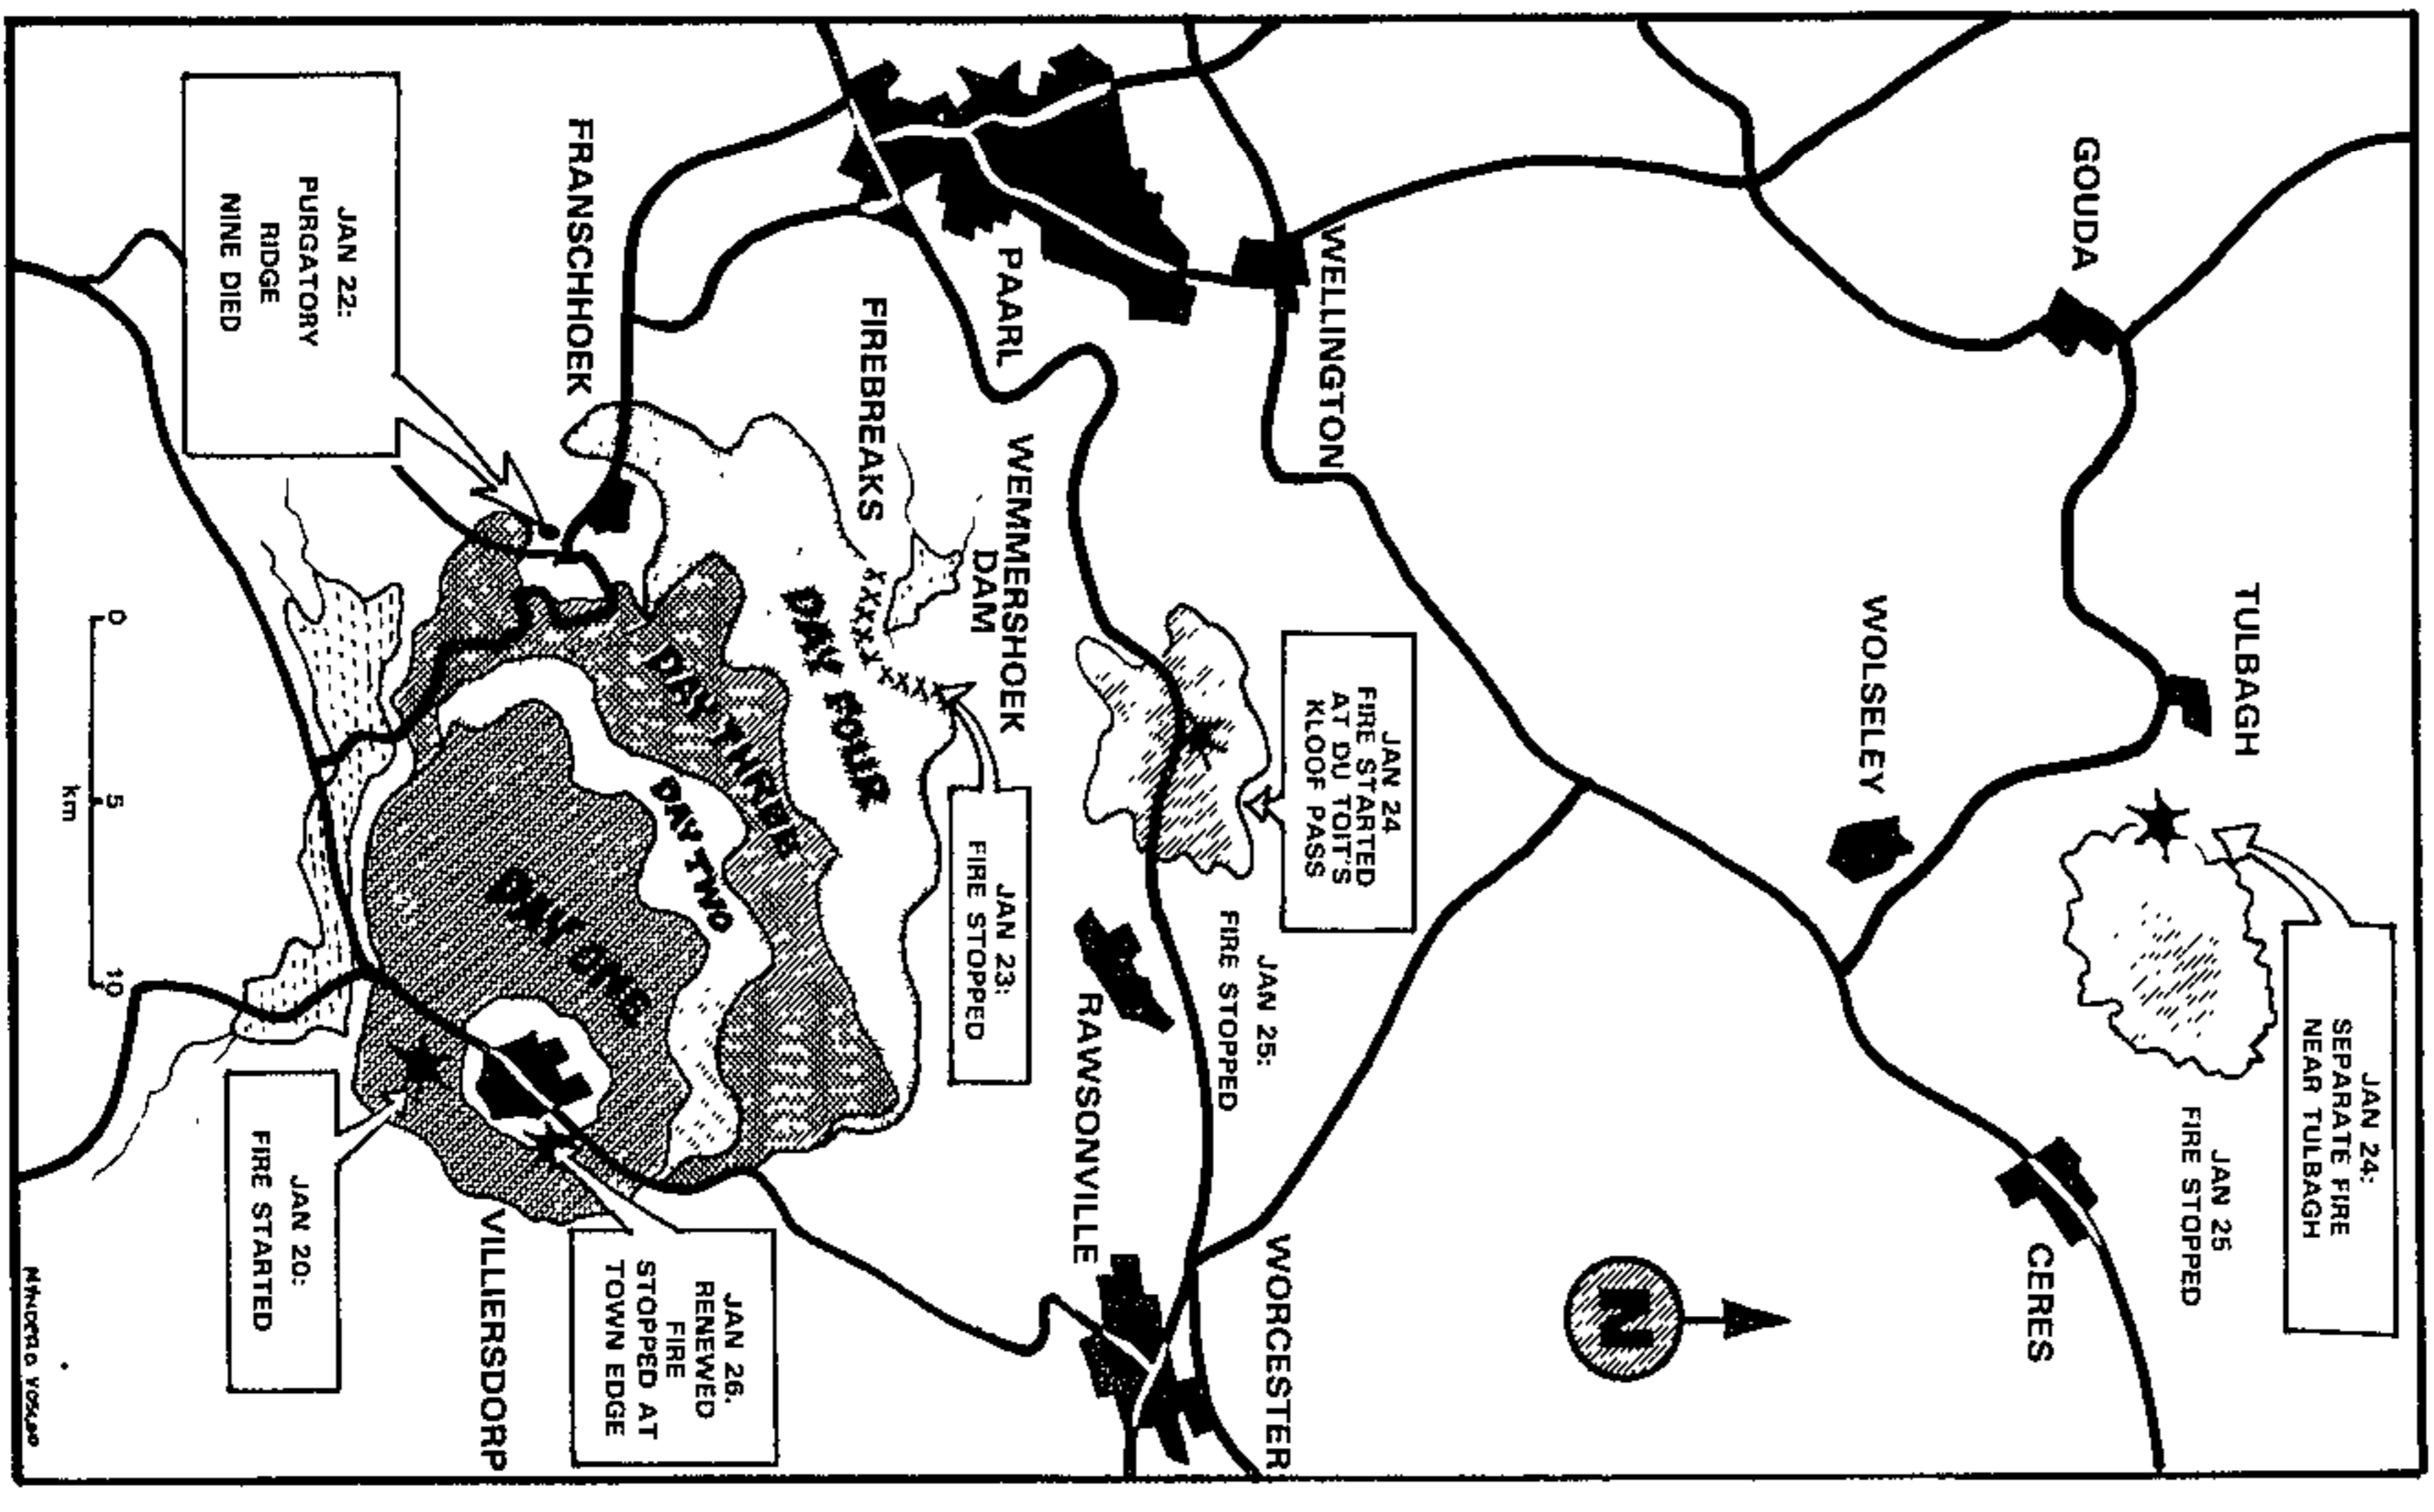 JAN 24:
SEPARATE FIRE
NEAR TULBAGH
TULBAGH
JAN 25
FIRE STOPPED
GOUDA
CERES
WOLSELEY
N
JAN 24
FIRE STARTED
AT DU TOIT'S
KLOOF PASS
WELLINGTON
JAN 25:
FIRE STOPPED
WORCESTER
RAWSONVILLE
PAARL
WEMMERSHOEK
DAM
JAN 23:
FIRE STOPPED
FIREBREAKS
DAY FOUR
DAY THREE
DAY TWO
DAY ONE
JAN 26.
RENEWED
FIRE
STOPPED AT
TOWN EDGE
FRANSCHHOEK
VILLIERSDORP
JAN 22:
PURGATORY
RIDGE
NINE DIED
JAN 20:
FIRE STARTED
0 5 10
km